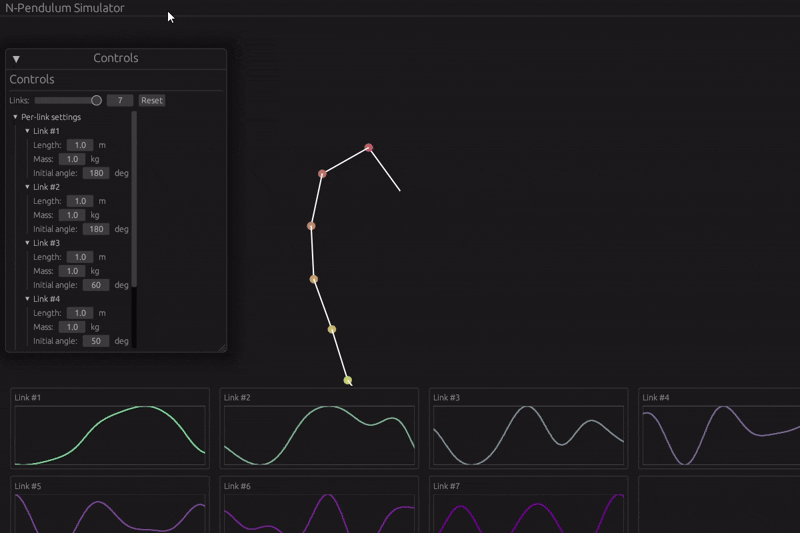 N-Pendulum Simulator
▼ Controls
Controls
Links: 7 Reset
▼ Per-link settings
▼ Link #1
Length: 1.0 m
Mass: 1.0 kg
Initial angle: 180 deg
▼ Link #2
Length: 1.0 m
Mass: 1.0 kg
Initial angle: 180 deg
▼ Link #3
Length: 1.0 m
Mass: 1.0 kg
Initial angle: 60 deg
▼ Link #4
Length: 1.0 m
Mass: 1.0 kg
Initial angle: 50 deg
Link #1 Link #2 Link #3 Link #4
Link #5 Link #6 Link #7